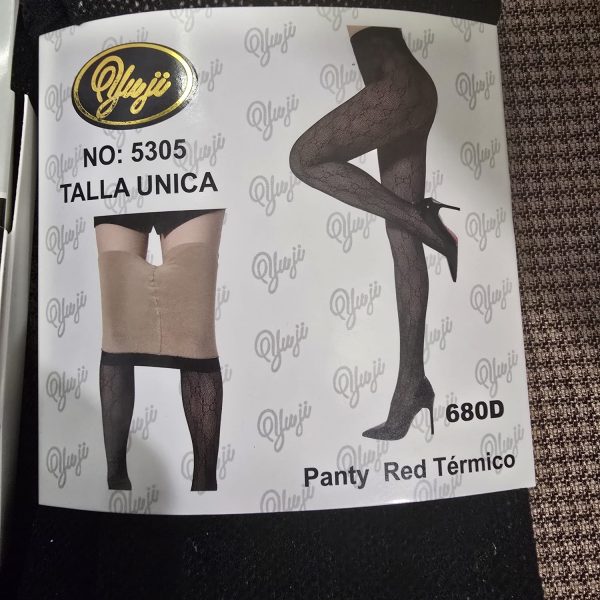 Yuji
NO: 5305
TALLA UNICA
680D
Panty Red Térmico